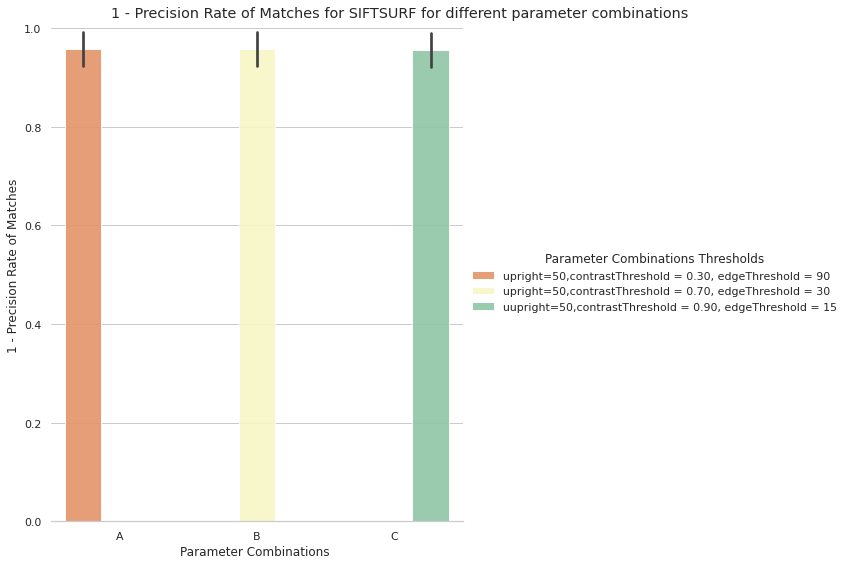 1 - Precision Rate of Matches for SIFTSURF for different parameter combinations
1.0
0.8
0.6
0.4
0.2
0.0
1 - Precision Rate of Matches
A
B
C
Parameter Combinations
Parameter Combinations Thresholds
upright=50,contrastThreshold = 0.30, edgeThreshold = 90
upright=50,contrastThreshold = 0.70, edgeThreshold = 30
uupright=50,contrastThreshold = 0.90, edgeThreshold = 15